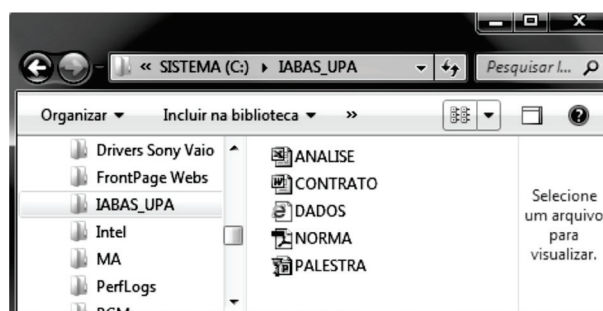 « SISTEMA (C:) ▸ IABAS_UPA
Pesquisar I...
Organizar ▾ Incluir na biblioteca ▾ »
Drivers Sony Vaio
FrontPage Webs
IABAS_UPA
Intel
MA
PerfLogs
ANALISE
CONTRATO
DADOS
NORMA
PALESTRA
Selecione
um arquivo
para
visualizar.